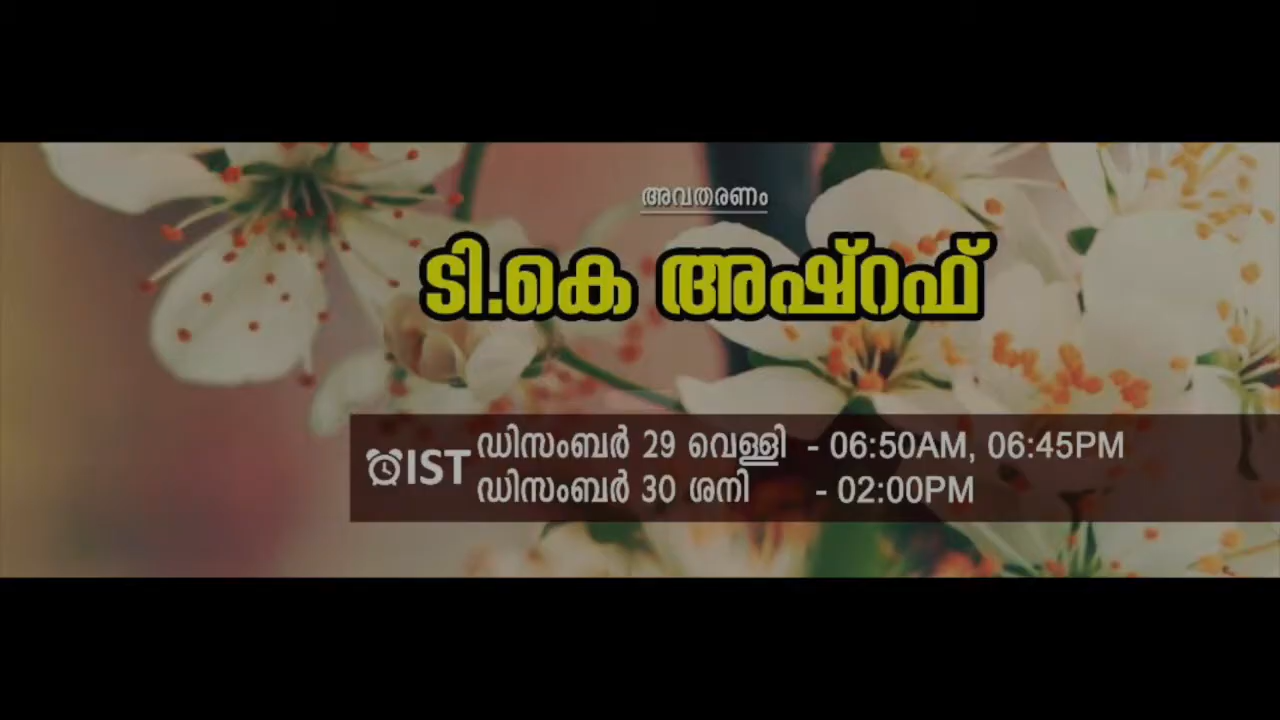 അവതരണം
ടി.കെ അഷ്റഫ്
IST
ഡിസംബർ 29 വെള്ളി - 06:50AM, 06:45PM
ഡിസംബർ 30 ശനി - 02:00PM